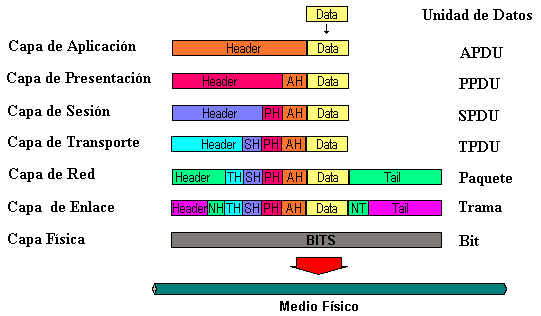 Data Unidad de Datos
Capa de Aplicación Header Data APDU
Capa de Presentación Header AH Data PPDU
Capa de Sesión Header PH AH Data SPDU
Capa de Transporte Header SH PH AH Data TPDU
Capa de Red Header TH SH PH AH Data Tail Paquete
Capa de Enlace Header NH TH SH PH AH Data NT Tail Trama
Capa Física BITS Bit
Medio Físico